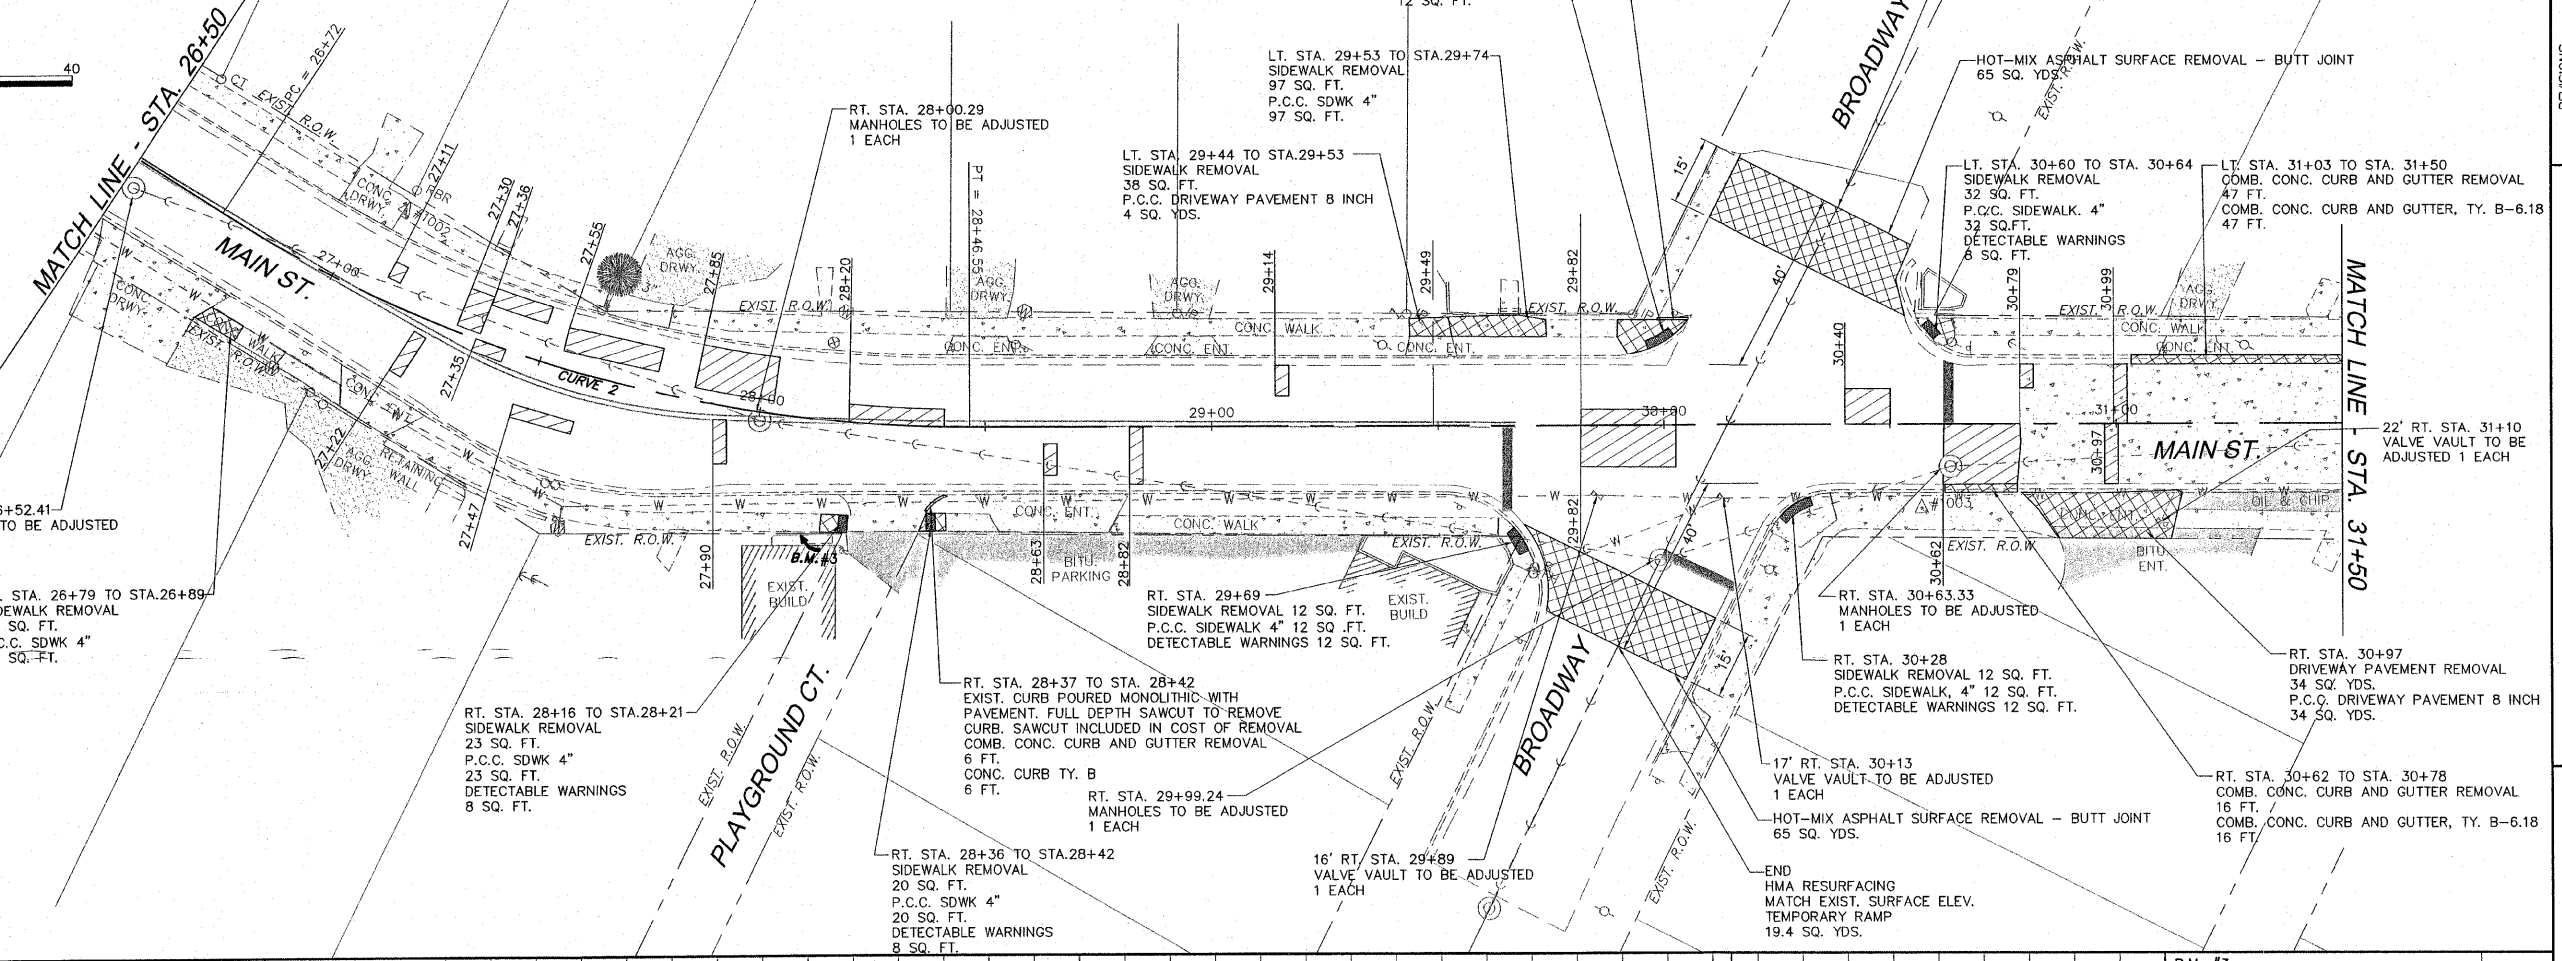 12 SQ. FT.
40
MATCH LINE - STA. 26+50
CT
EXIST. R.O.W.
PC = 26+72
CONC. DRWY.
#1002
RBR
27+11
27+30
27+36
27+55
27+85
28+20
3"
AGG. DRWY.
EXIST. R.O.W.
RT. STA. 28+00.29
MANHOLES TO BE ADJUSTED
1 EACH
PT = 28+46.55
AGG. DRWY.
CONC. ENT.
AGG. DRWY.
CONC. ENT.
29+14
CONC. WALK
29+49
CONC. ENT.
29+82
EXIST. R.O.W.
LT. STA. 29+53 TO STA.29+74
SIDEWALK REMOVAL
97 SQ. FT.
P.C.C. SDWK 4"
97 SQ. FT.
LT. STA. 29+44 TO STA.29+53
SIDEWALK REMOVAL
38 SQ. FT.
P.C.C. DRIVEWAY PAVEMENT 8 INCH
4 SQ. YDS.
BROADWAY
15'
40'
EXIST. R.O.W.
HOT-MIX ASPHALT SURFACE REMOVAL - BUTT JOINT
65 SQ. YDS.
LT. STA. 30+60 TO STA. 30+64
SIDEWALK REMOVAL
32 SQ. FT.
P.C.C. SIDEWALK. 4"
32 SQ.FT.
DETECTABLE WARNINGS
8 SQ. FT.
LT. STA. 31+03 TO STA. 31+50
COMB. CONC. CURB AND GUTTER REMOVAL
47 FT.
COMB. CONC. CURB AND GUTTER, TY. B-6.18
47 FT.
30+40
30+79
30+99
EXIST. R.O.W.
AGG. DRWY.
CONC. WALK
CONC. ENT.
MATCH LINE - STA. 31+50
MAIN ST.
27+00
CURVE 2
28+00
29+00
30+00
31+00
30+97
MAIN ST.
22' RT. STA. 31+10
VALVE VAULT TO BE
ADJUSTED 1 EACH
CONC. DRWY.
CONC. WALK
EXIST. R.O.W.
CONC. ENT.
27+22
AGG. DRWY.
RETAINING WALL
27+35
27+47
W
EXIST. R.O.W.
27+90
B.M.#3
EXIST.
BUILD
28+63
28+82
CONC. ENT.
CONC. WALK
BITU.
PARKING
EXIST. R.O.W.
EXIST.
BUILD
29+82
40'
15'
#1003
30+62
EXIST. R.O.W
CONC. ENT.
OIL & CHIP
BITU.
ENT.
6+52.41
TO BE ADJUSTED
STA. 26+79 TO STA.26+89
SIDEWALK REMOVAL
SQ. FT.
P.C.C. SDWK 4"
SQ. FT.
RT. STA. 28+16 TO STA.28+21
SIDEWALK REMOVAL
23 SQ. FT.
P.C.C. SDWK 4"
23 SQ. FT.
DETECTABLE WARNINGS
8 SQ. FT.
EXIST. R.O.W.
PLAYGROUND CT.
EXIST. R.O.W.
RT. STA. 28+37 TO STA. 28+42
EXIST. CURB POURED MONOLITHIC WITH
PAVEMENT. FULL DEPTH SAWCUT TO REMOVE
CURB. SAWCUT INCLUDED IN COST OF REMOVAL
COMB. CONC. CURB AND GUTTER REMOVAL
6 FT.
CONC. CURB TY. B
6 FT.
RT. STA. 28+36 TO STA.28+42
SIDEWALK REMOVAL
20 SQ. FT.
P.C.C. SDWK 4"
20 SQ. FT.
DETECTABLE WARNINGS
8 SQ. FT.
RT. STA. 29+69
SIDEWALK REMOVAL 12 SQ. FT.
P.C.C. SIDEWALK 4" 12 SQ .FT.
DETECTABLE WARNINGS 12 SQ. FT.
RT. STA. 29+99.24
MANHOLES TO BE ADJUSTED
1 EACH
16' RT. STA. 29+89
VALVE VAULT TO BE ADJUSTED
1 EACH
EXIST. R.O.W.
BROADWAY
EXIST. R.O.W.
RT. STA. 30+63.33
MANHOLES TO BE ADJUSTED
1 EACH
RT. STA. 30+28
SIDEWALK REMOVAL 12 SQ. FT.
P.C.C. SIDEWALK, 4" 12 SQ. FT.
DETECTABLE WARNINGS 12 SQ. FT.
17' RT. STA. 30+13
VALVE VAULT TO BE ADJUSTED
1 EACH
HOT-MIX ASPHALT SURFACE REMOVAL - BUTT JOINT
65 SQ. YDS.
END
HMA RESURFACING
MATCH EXIST. SURFACE ELEV.
TEMPORARY RAMP
19.4 SQ. YDS.
RT. STA. 30+97
DRIVEWAY PAVEMENT REMOVAL
34 SQ. YDS.
P.C.C. DRIVEWAY PAVEMENT 8 INCH
34 SQ. YDS.
RT. STA. 30+62 TO STA. 30+78
COMB. CONC. CURB AND GUTTER REMOVAL
16 FT.
COMB. CONC. CURB AND GUTTER, TY. B-6.18
16 FT.